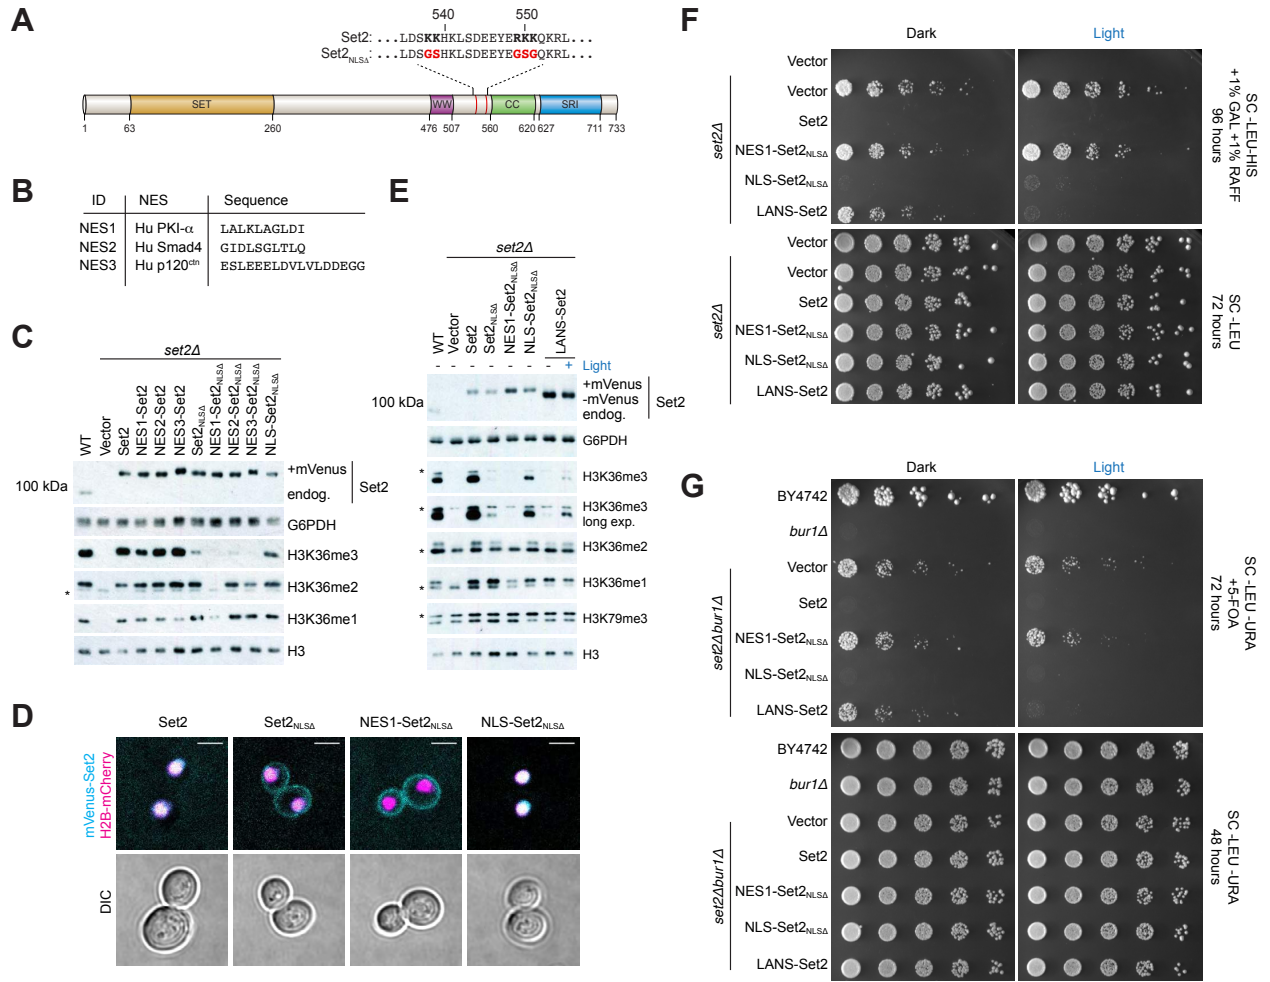 A
540 550
Set2: ...LDSKKHKLSDEEYERKKQKRL...
Set2NLSΔ: ...LDSGSHKLSDEEYEGSGQKRL...
SET WW CC SRI
1 63 260 476 507 560 620 627 711 733
B
ID NES Sequence
NES1 Hu PKI-α LALKLAGLDI
NES2 Hu Smad4 GIDLSGLTLQ
NES3 Hu p120ctn ESLEEELDVLVLDDEGG
C
set2Δ
WT
Vector
Set2
NES1-Set2
NES2-Set2
NES3-Set2
Set2NLSΔ
NES1-Set2NLSΔ
NES2-Set2NLSΔ
NES3-Set2NLSΔ
NLS-Set2NLSΔ
100 kDa
+mVenus
endog.
Set2
G6PDH
H3K36me3
H3K36me2
*
H3K36me1
H3
D
Set2 Set2NLSΔ NES1-Set2NLSΔ NLS-Set2NLSΔ
mVenus-Set2
H2B-mCherry
DIC
E
set2Δ
WT
Vector
Set2
Set2NLSΔ
NES1-Set2NLSΔ
NLS-Set2NLSΔ
LANS-Set2
- - - - - - - + Light
100 kDa
+mVenus
-mVenus
endog.
Set2
G6PDH
* H3K36me3
* H3K36me3
long exp.
* H3K36me2
* H3K36me1
* H3K79me3
H3
F
Dark Light
Vector
set2Δ
Vector
Set2
NES1-Set2NLSΔ
NLS-Set2NLSΔ
LANS-Set2
SC -LEU-HIS
+1% GAL +1% RAFF
96 hours
Vector
set2Δ
Vector
Set2
NES1-Set2NLSΔ
NLS-Set2NLSΔ
LANS-Set2
SC -LEU
72 hours
G
Dark Light
BY4742
bur1Δ
set2Δbur1Δ
Vector
Set2
NES1-Set2NLSΔ
NLS-Set2NLSΔ
LANS-Set2
SC -LEU -URA
+5-FOA
72 hours
BY4742
bur1Δ
set2Δbur1Δ
Vector
Set2
NES1-Set2NLSΔ
NLS-Set2NLSΔ
LANS-Set2
SC -LEU -URA
48 hours